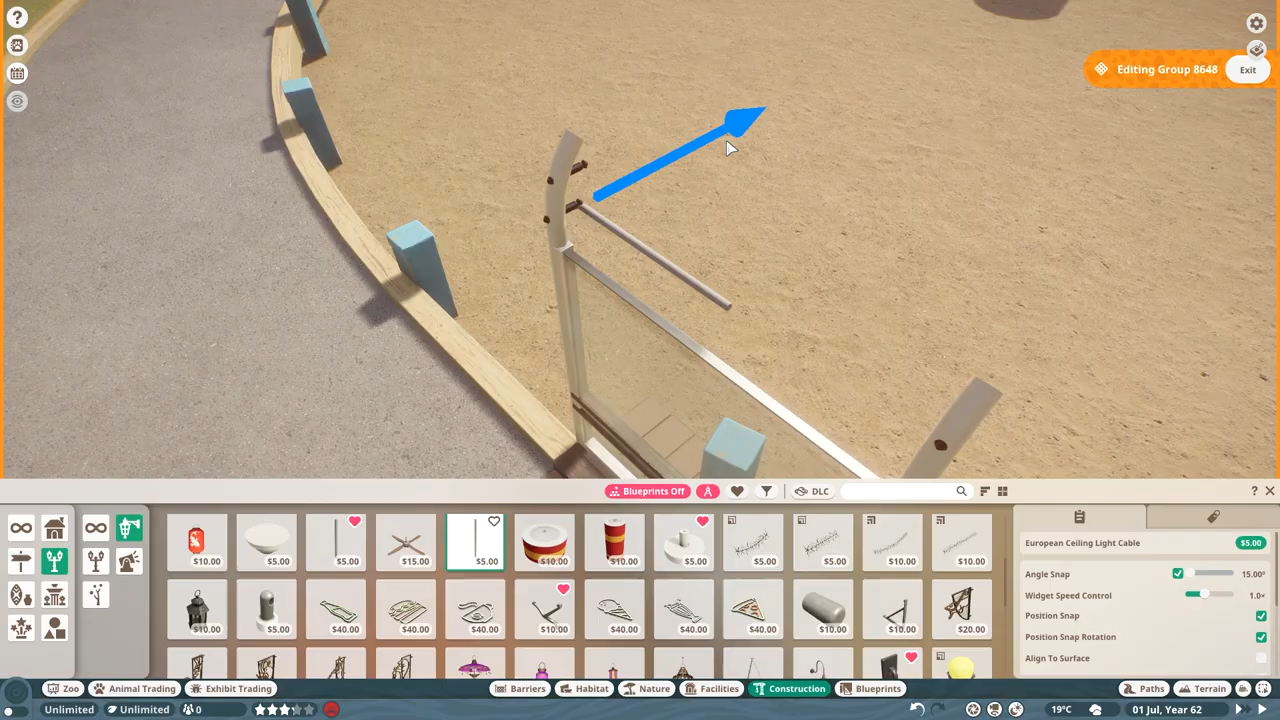 ?
Editing Group 8648
Exit
Blueprints Off
DLC
? ×
$10.00 $5.00 $5.00 $15.00 $5.00 $10.00 $10.00 $5.00 $5.00 $5.00 $10.00 $10.00
$10.00 $5.00 $40.00 $40.00 $40.00 $10.00 $40.00 $40.00 $40.00 $10.00 $10.00 $20.00
European Ceiling Light Cable $5.00
Angle Snap 15.00°
Widget Speed Control 1.0×
Position Snap
Position Snap Rotation
Align To Surface
Zoo Animal Trading Exhibit Trading Barriers Habitat Nature Facilities Construction Blueprints Paths Terrain
Unlimited Unlimited 0 19°C 01 Jul, Year 62